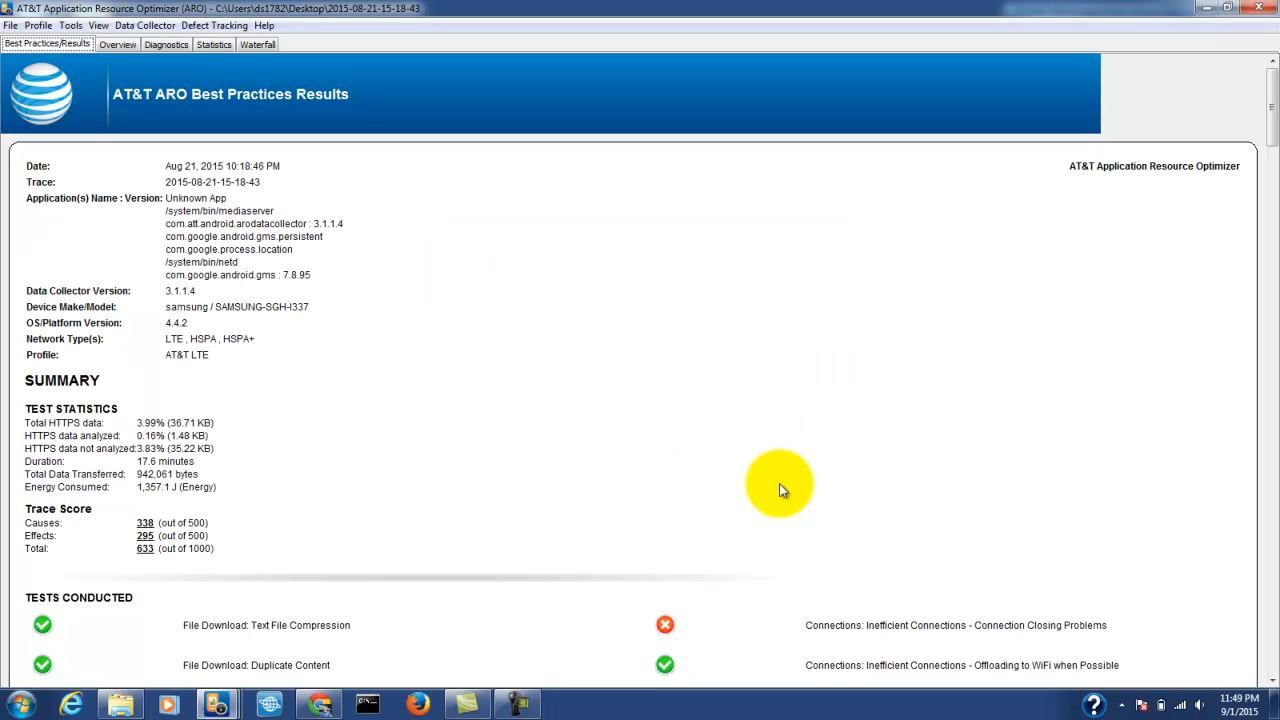 AT&T Application Resource Optimizer (ARO) - C:\Users\ds1782\Desktop\2015-08-21-15-18-43
File Profile Tools View Data Collector Defect Tracking Help
Best Practices/Results Overview Diagnostics Statistics Waterfall
AT&T ARO Best Practices Results
Date: Aug 21, 2015 10:18:46 PM AT&T Application Resource Optimizer
Trace: 2015-08-21-15-18-43
Application(s) Name : Version: Unknown App
/system/bin/mediaserver
com.att.android.arodatacollector : 3.1.1.4
com.google.android.gms.persistent
com.google.process.location
/system/bin/netd
com.google.android.gms : 7.8.95
Data Collector Version: 3.1.1.4
Device Make/Model: samsung / SAMSUNG-SGH-I337
OS/Platform Version: 4.4.2
Network Type(s): LTE , HSPA , HSPA+
Profile: AT&T LTE
SUMMARY
TEST STATISTICS
Total HTTPS data: 3.99% (36.71 KB)
HTTPS data analyzed: 0.16% (1.48 KB)
HTTPS data not analyzed: 3.83% (35.22 KB)
Duration: 17.6 minutes
Total Data Transferred: 942,061 bytes
Energy Consumed: 1,357.1 J (Energy)
Trace Score
Causes: 338 (out of 500)
Effects: 295 (out of 500)
Total: 633 (out of 1000)
TESTS CONDUCTED
File Download: Text File Compression Connections: Inefficient Connections - Connection Closing Problems
File Download: Duplicate Content Connections: Inefficient Connections - Offloading to WiFi when Possible
11:49 PM
9/1/2015